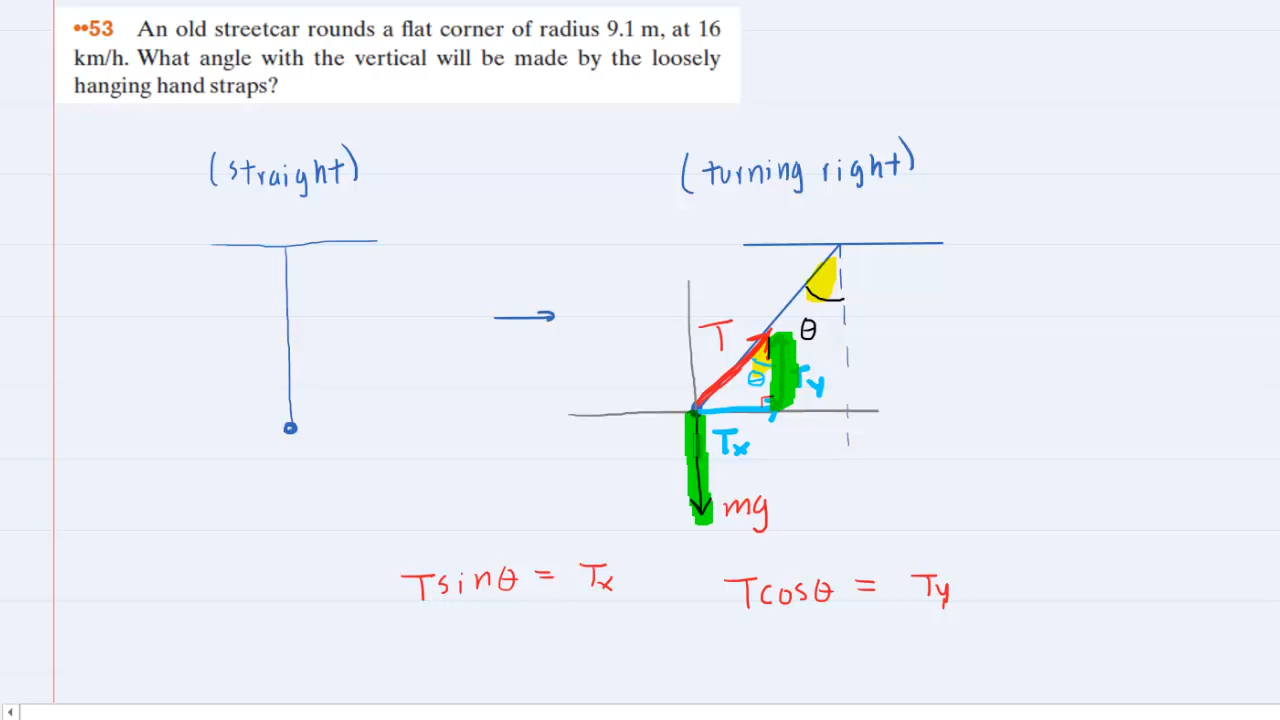 ••53 An old streetcar rounds a flat corner of radius 9.1 m, at 16
km/h. What angle with the vertical will be made by the loosely
hanging hand straps?
(straight)
(turning right)
T
θ
θ
Ty
Tx
mg
Tsinθ = Tx
Tcosθ = Ty